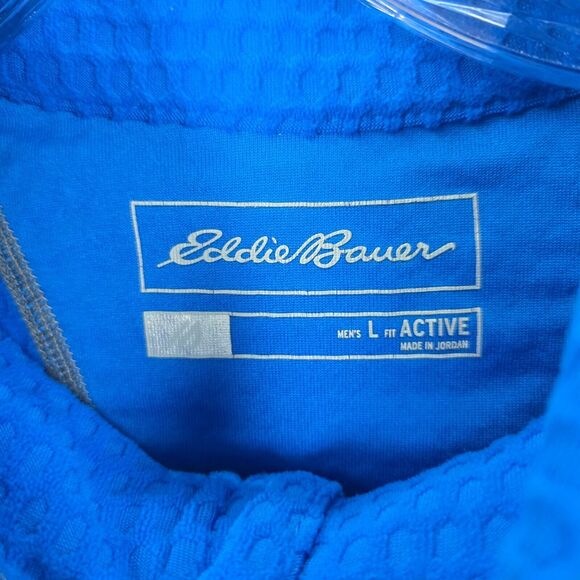 Eddie Bauer
MEN'S L FIT ACTIVE
MADE IN JORDAN